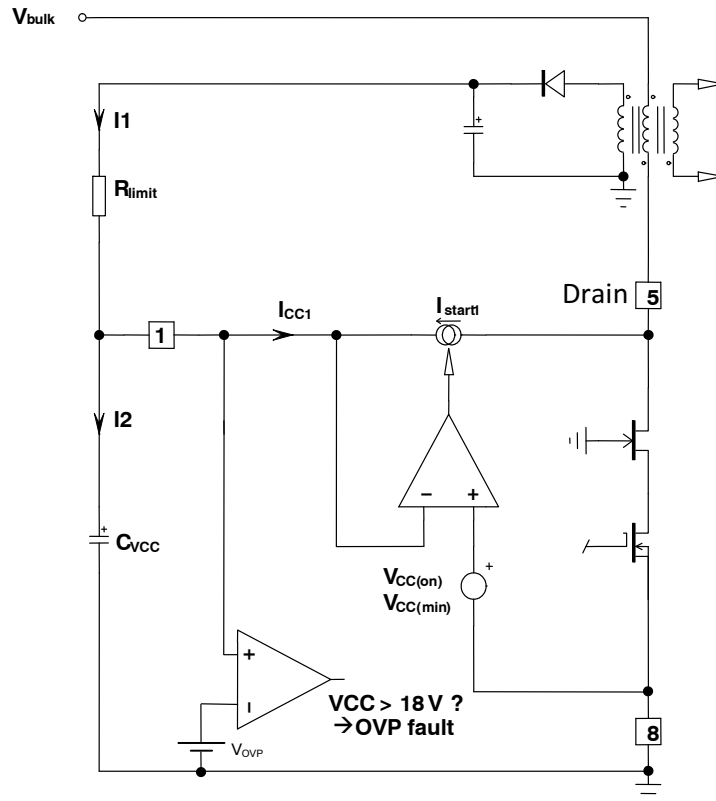 Vbulk
I1
Rlimit
Drain
5
ICC1
Istart1
1
I2
CVCC
VCC(on)
VCC(min)
VCC > 18 V ?
→OVP fault
VOVP
8